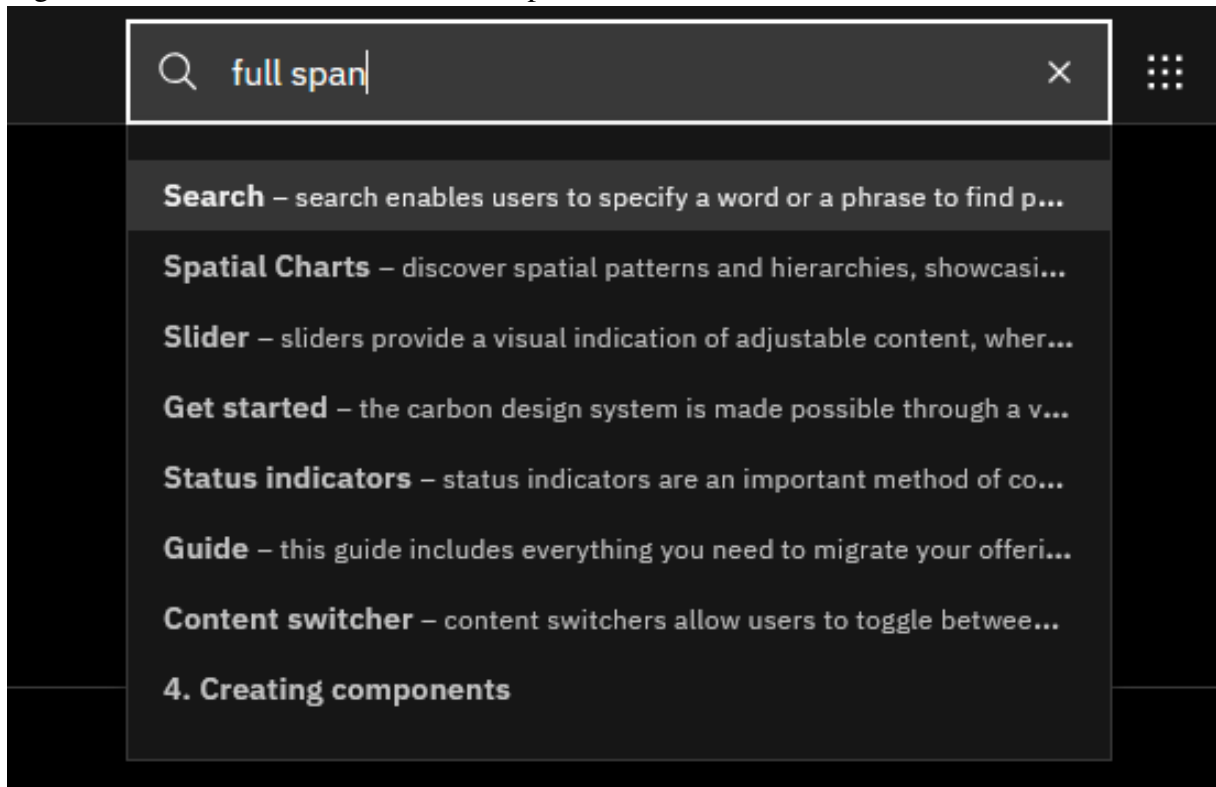 full span
Search – search enables users to specify a word or a phrase to find p...
Spatial Charts – discover spatial patterns and hierarchies, showcasi...
Slider – sliders provide a visual indication of adjustable content, wher...
Get started – the carbon design system is made possible through a v...
Status indicators – status indicators are an important method of co...
Guide – this guide includes everything you need to migrate your offeri...
Content switcher – content switchers allow users to toggle betwee...
4. Creating components